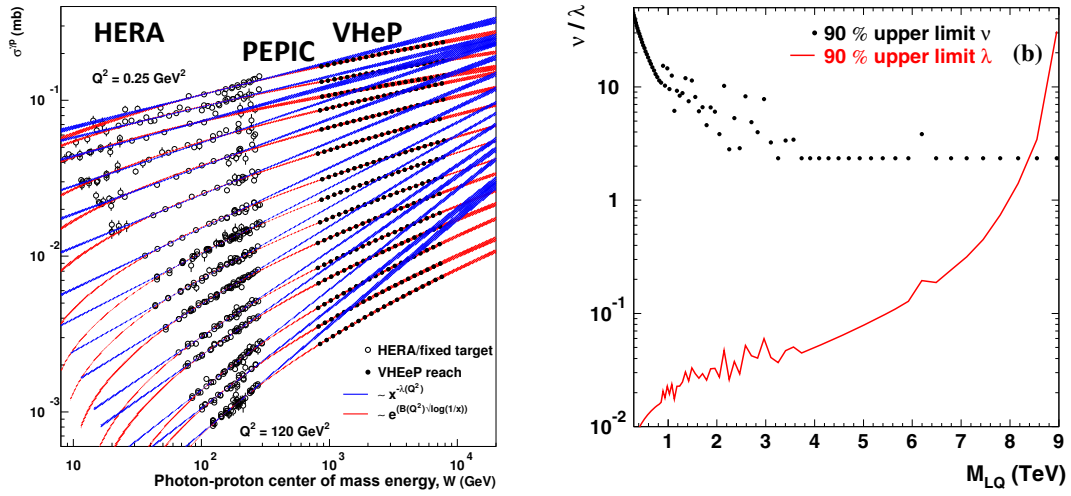 HERA
PEPIC
VHeP
σγp (mb)
Q2 = 0.25 GeV2
10-1
10-2
10-3
HERA/fixed target
VHEeP reach
~ x-λ(Q2)
~ e(B(Q2)√log(1/x))
Q2 = 120 GeV2
10 102 103 104
Photon-proton center of mass energy, W (GeV)
ν / λ
90 % upper limit ν (b)
90 % upper limit λ
10
1
10-1
10-2
1 2 3 4 5 6 7 8 9
MLQ (TeV)